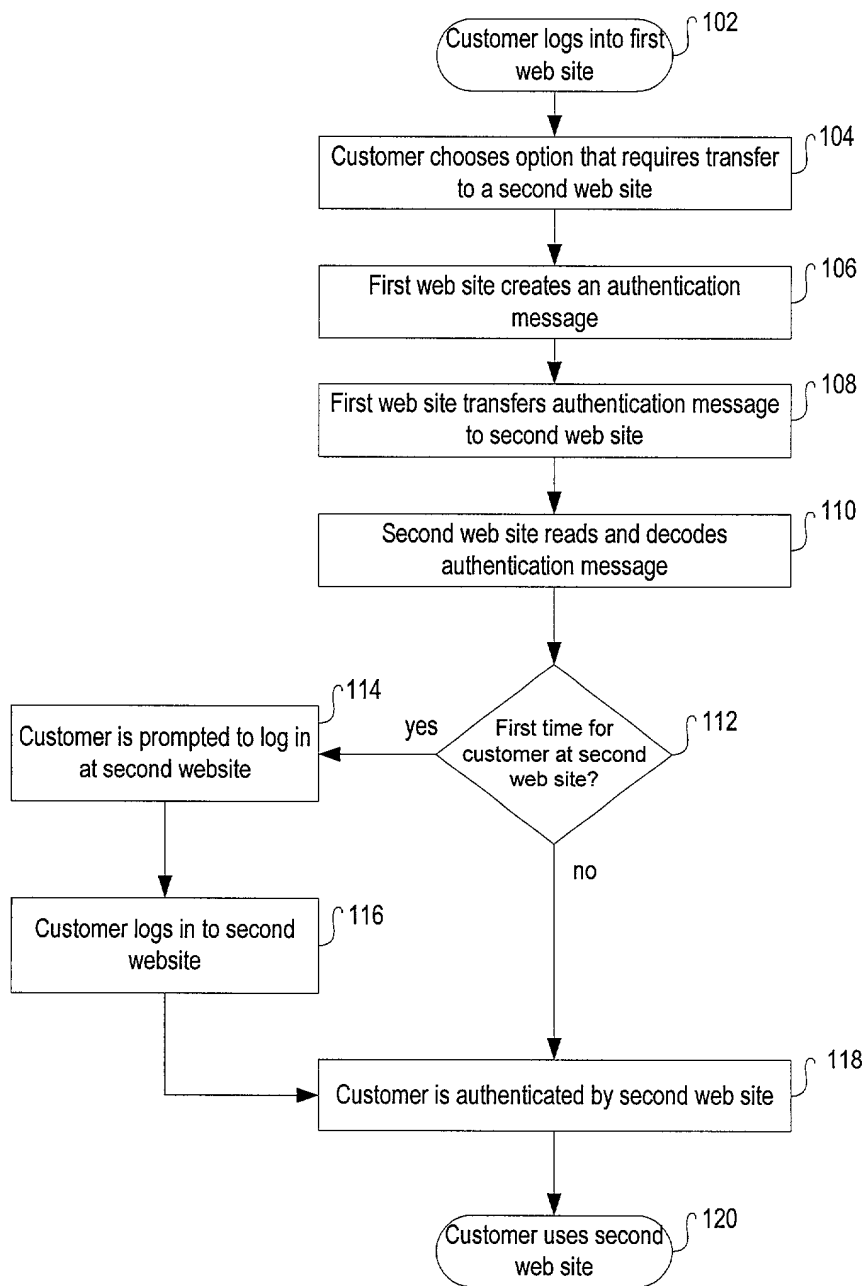 Customer logs into first
web site
102
Customer chooses option that requires transfer
to a second web site
104
First web site creates an authentication
message
106
First web site transfers authentication message
to second web site
108
Second web site reads and decodes
authentication message
110
First time for
customer at second
web site?
112
yes
Customer is prompted to log in
at second website
114
Customer logs in to second
website
116
no
Customer is authenticated by second web site
118
Customer uses second
web site
120